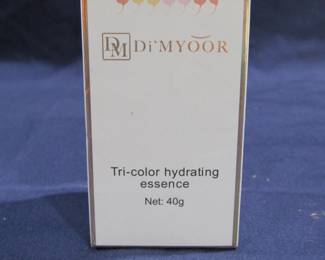 DM Di'MYOOR
Tri-color hydrating
essence
Net: 40g